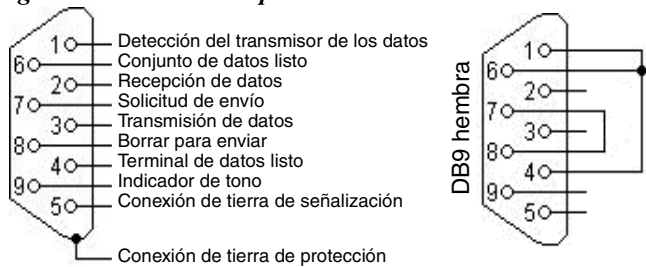 1 Detección del transmisor de los datos
6 Conjunto de datos listo
2 Recepción de datos
7 Solicitud de envío
3 Transmisión de datos
8 Borrar para enviar
4 Terminal de datos listo
9 Indicador de tono
5 Conexión de tierra de señalización
Conexión de tierra de protección
DB9 hembra
1
6
2
7
3
8
4
9
5